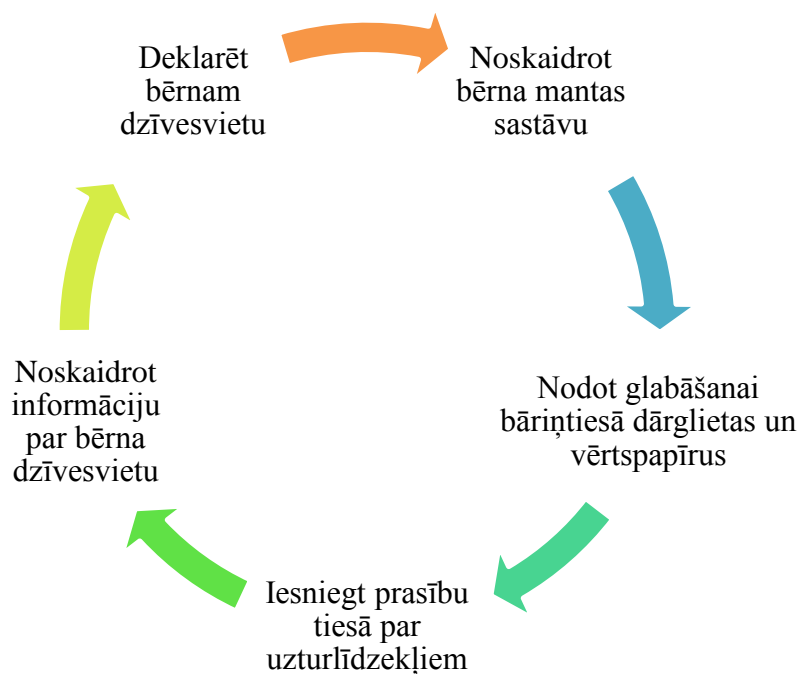 Deklarēt
bērnam
dzīvesvietu
Noskaidrot
bērna mantas
sastāvu
Nodot glabāšanai
bāriņtiesā dārglietas un
vērtspapīrus
Iesniegt prasību
tiesā par
uzturlīdzekļiem
Noskaidrot
informāciju
par bērna
dzīvesvietu